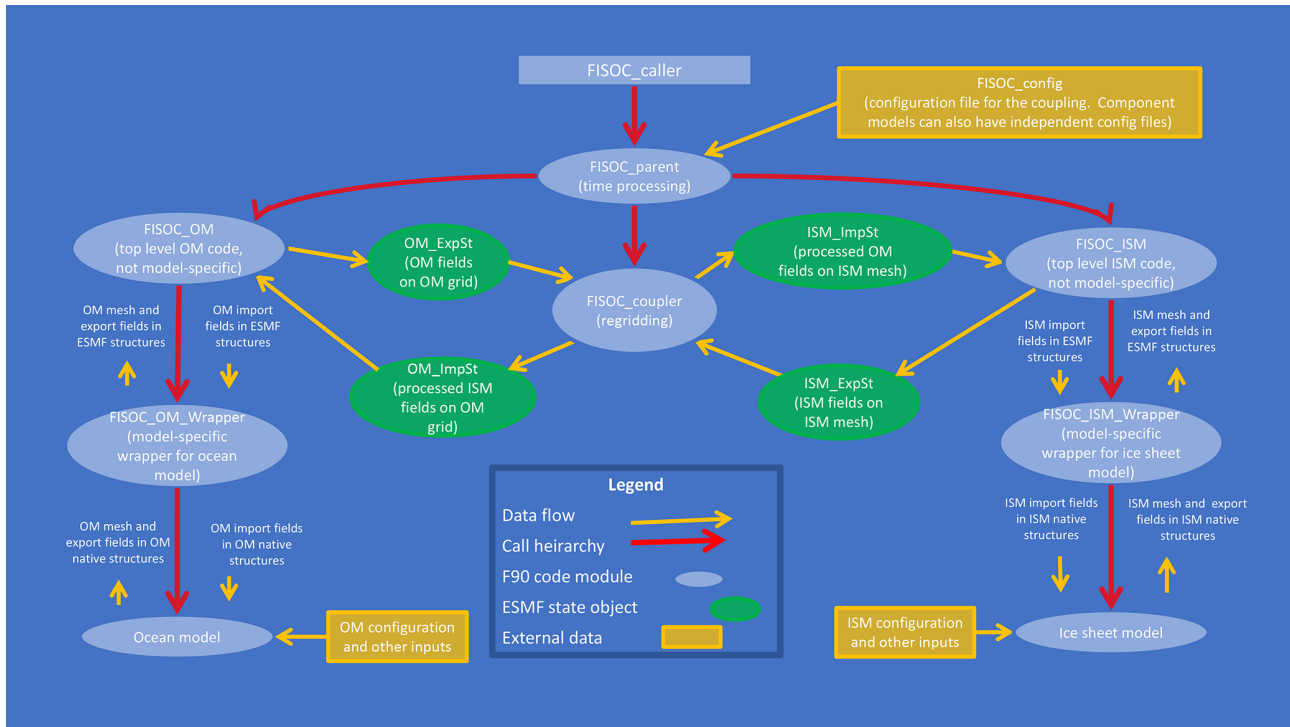 FISOC_caller
FISOC_config
(configuration file for the coupling.  Component
models can also have independent config files)
FISOC_parent
(time processing)
FISOC_OM
(top level OM code,
not model-specific)
OM_ExpSt
(OM fields
on OM grid)
ISM_ImpSt
(processed OM
fields on ISM mesh)
FISOC_ISM
(top level ISM code,
not model-specific)
FISOC_coupler
(regridding)
OM mesh and
export fields in
ESMF structures
OM import
fields in ESMF
structures
ISM import
fields in ESMF
structures
ISM mesh and
export fields in
ESMF structures
OM_ImpSt
(processed ISM
fields on OM
grid)
ISM_ExpSt
(ISM fields on
ISM mesh)
FISOC_OM_Wrapper
(model-specific
wrapper for ocean
model)
FISOC_ISM_Wrapper
(model-specific
wrapper for ice sheet
model)
Legend
Data flow
Call heirarchy
F90 code module
ESMF state object
External data
OM mesh and
export fields in OM
native structures
OM import fields
in OM native
structures
ISM import fields
in ISM native
structures
ISM mesh and  export
fields in ISM native
structures
Ocean model
OM configuration
and other inputs
ISM configuration
and other inputs
Ice sheet model